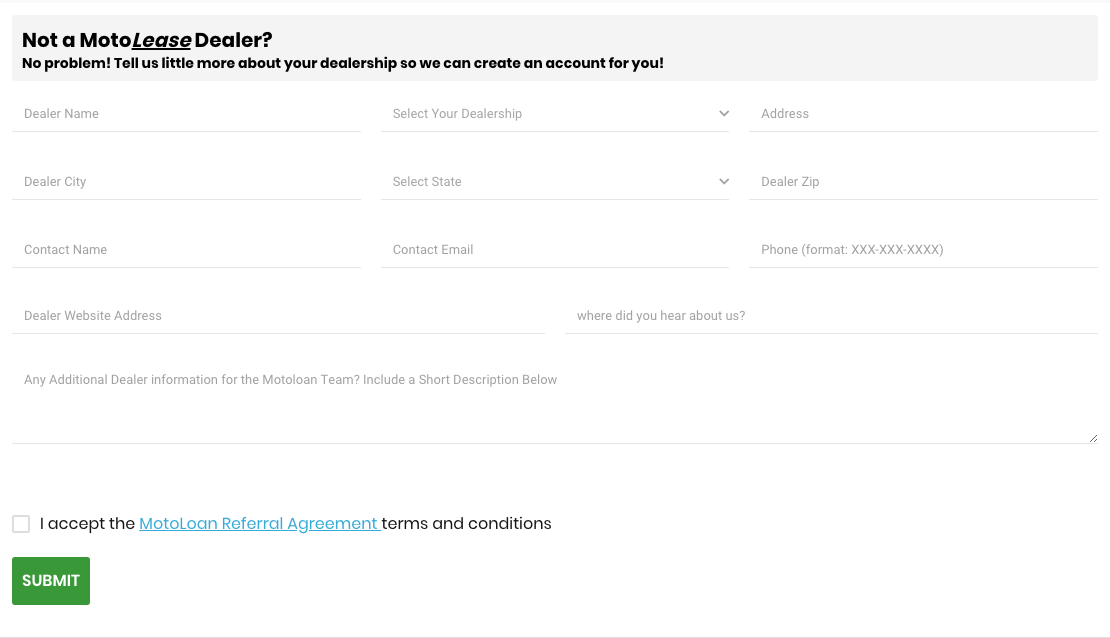 Not a MotoLease Dealer?
No problem! Tell us little more about your dealership so we can create an account for you!
Dealer Name
Select Your Dealership
Address
Dealer City
Select State
Dealer Zip
Contact Name
Contact Email
Phone (format: XXX-XXX-XXXX)
Dealer Website Address
where did you hear about us?
Any Additional Dealer information for the Motoloan Team? Include a Short Description Below
I accept the MotoLoan Referral Agreement terms and conditions
SUBMIT